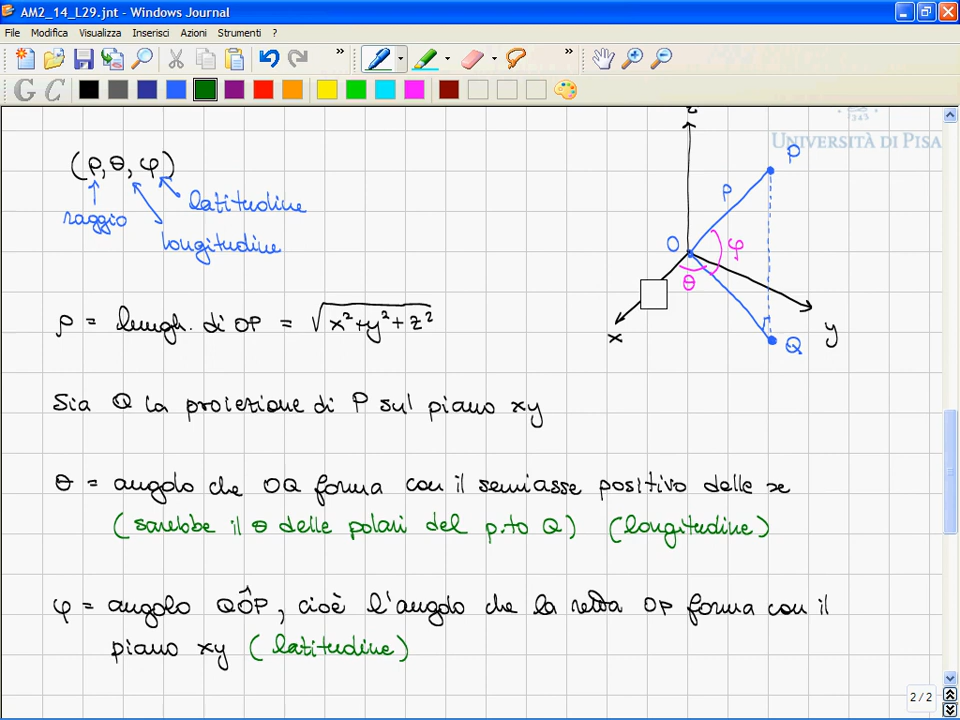 AM2_14_L29.jnt - Windows Journal
File Modifica Visualizza Inserisci Azioni Strumenti ?
» »
G C
UNIVERSITÀ DI PISA
z
(ρ, θ, φ)
raggio
latitudine
longitudine
P
ρ
O
φ
θ
x
y
Q
ρ = lungh. di OP = √x²+y²+z²
Sia Q la proiezione di P sul piano xy
θ = angolo che OQ forma con il semiasse positivo delle x
(sarebbe il θ delle polari del p.to Q) (longitudine)
φ = angolo QÔP, cioè l'angolo che la retta OP forma con il
piano xy (latitudine)
2 / 2